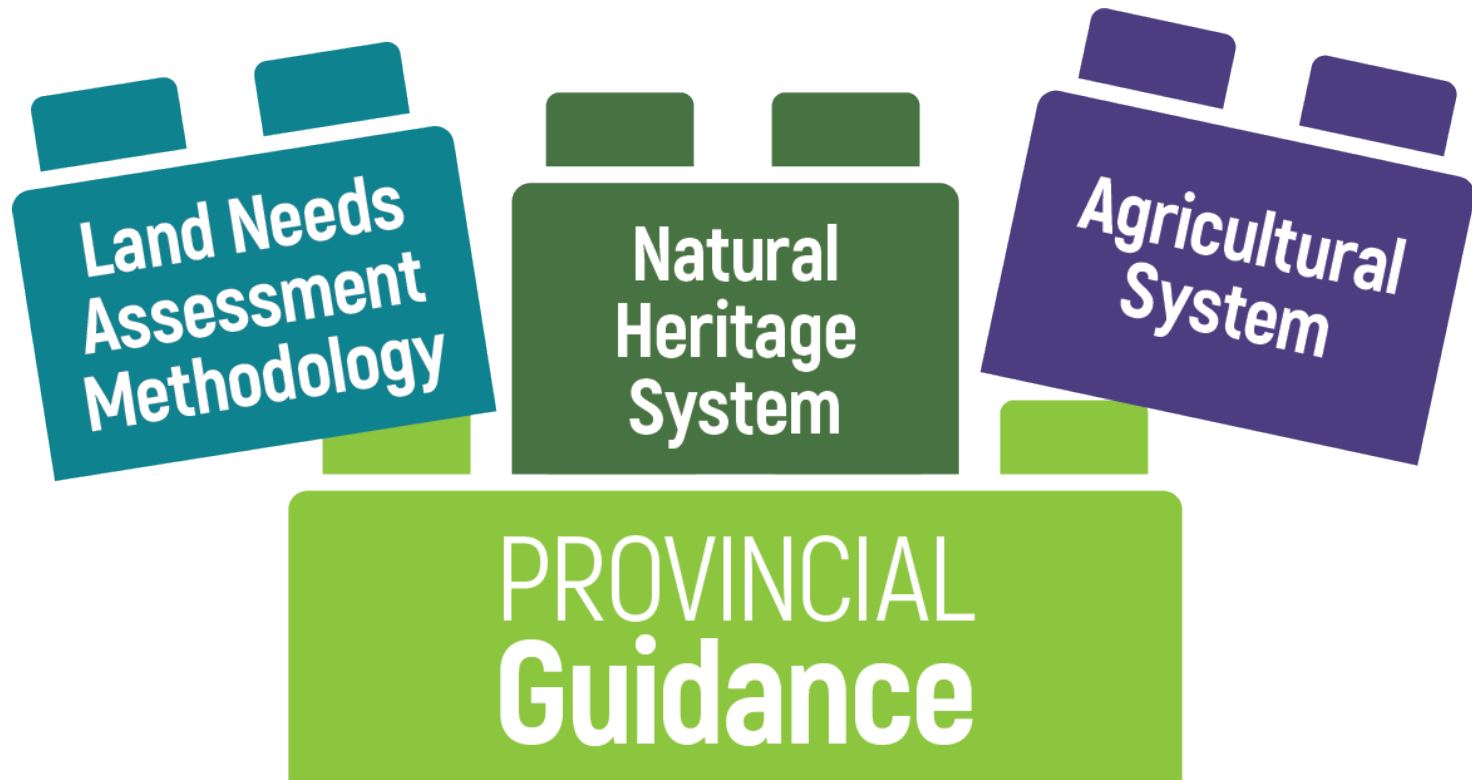 Land Needs
Assessment
Methodology
Natural
Heritage
System
Agricultural
System
PROVINCIAL
Guidance